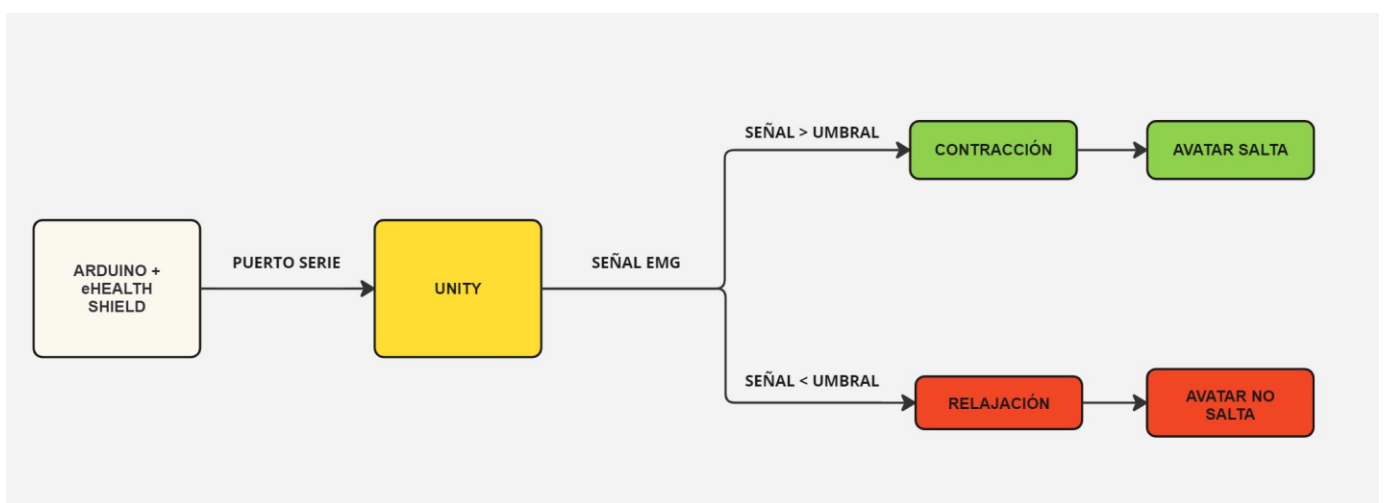 SEÑAL > UMBRAL
CONTRACCIÓN
AVATAR SALTA
ARDUINO +
eHEALTH
SHIELD
PUERTO SERIE
UNITY
SEÑAL EMG
SEÑAL < UMBRAL
RELAJACIÓN
AVATAR NO
SALTA